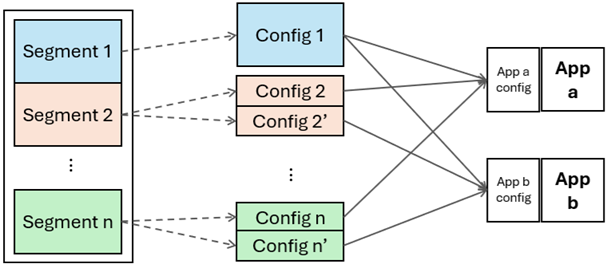 Segment 1
Segment 2
⋮
Segment n
Config 1
Config 2
Config 2’
⋮
Config n
Config n’
App a
config
App
a
App b
config
App
b